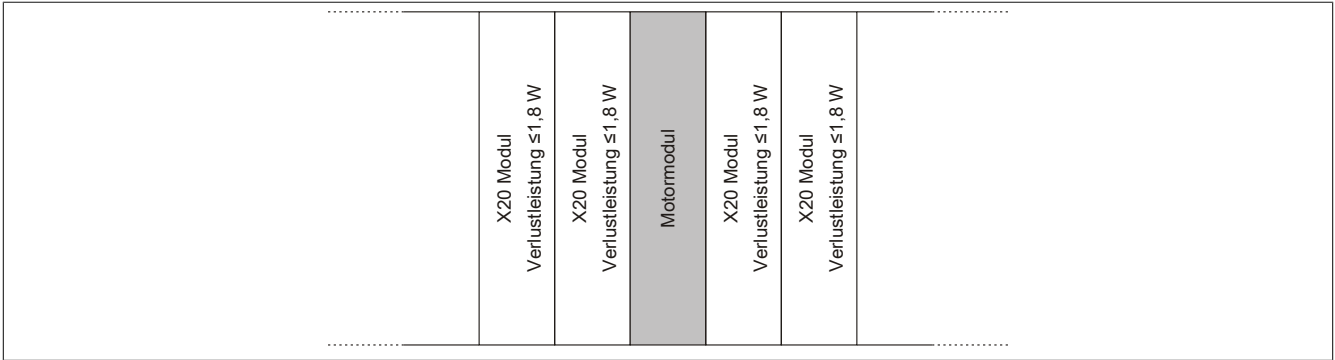 X20 Modul
Verlustleistung ≤1,8 W
X20 Modul
Verlustleistung ≤1,8 W
Motormodul
X20 Modul
Verlustleistung ≤1,8 W
X20 Modul
Verlustleistung ≤1,8 W